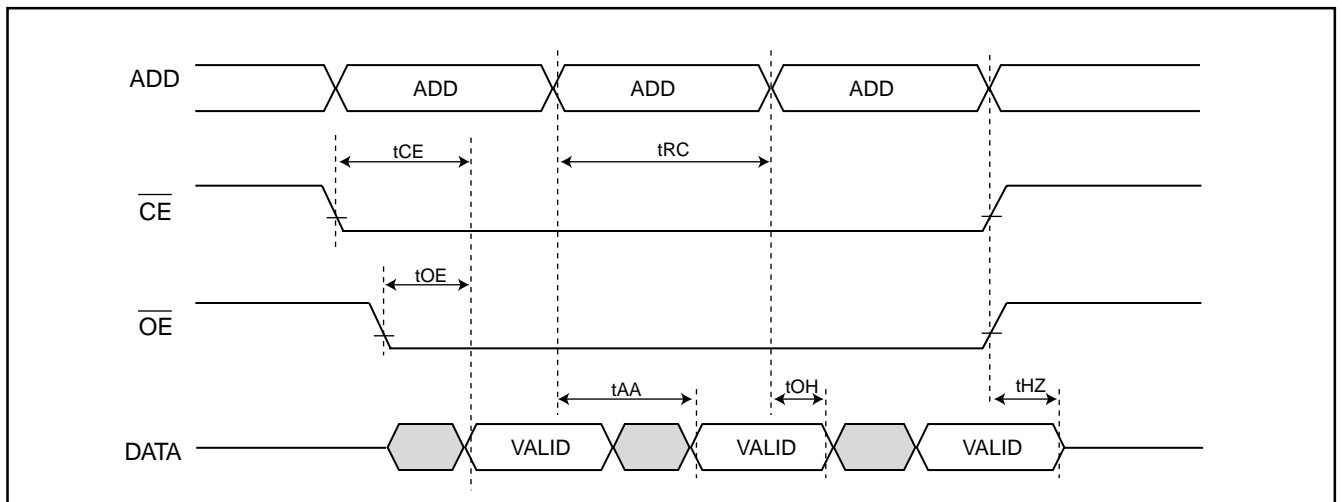 ADD ADD ADD ADD
tCE tRC
CE
tOE
OE
tAA tOH tHZ
DATA VALID VALID VALID